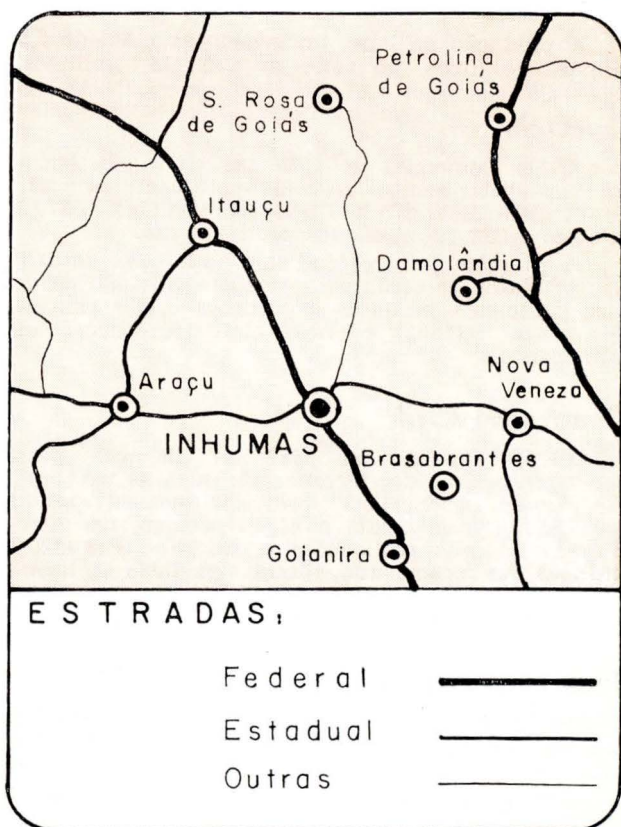 Petrolina
de Goiás
S. Rosa
de Goiás
Itauçu
Damolândia
Araçu
Nova
Veneza
INHUMAS
Brasabrantes
Goianira
ESTRADAS:
Federal
Estadual
Outras